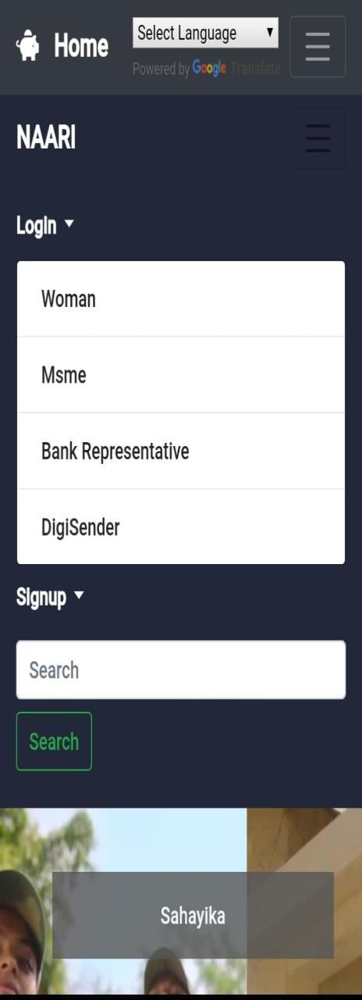 Home
Select Language
Powered by Google Translate
NAARI
Login
Woman
Msme
Bank Representative
DigiSender
Signup
Search
Search
Sahayika